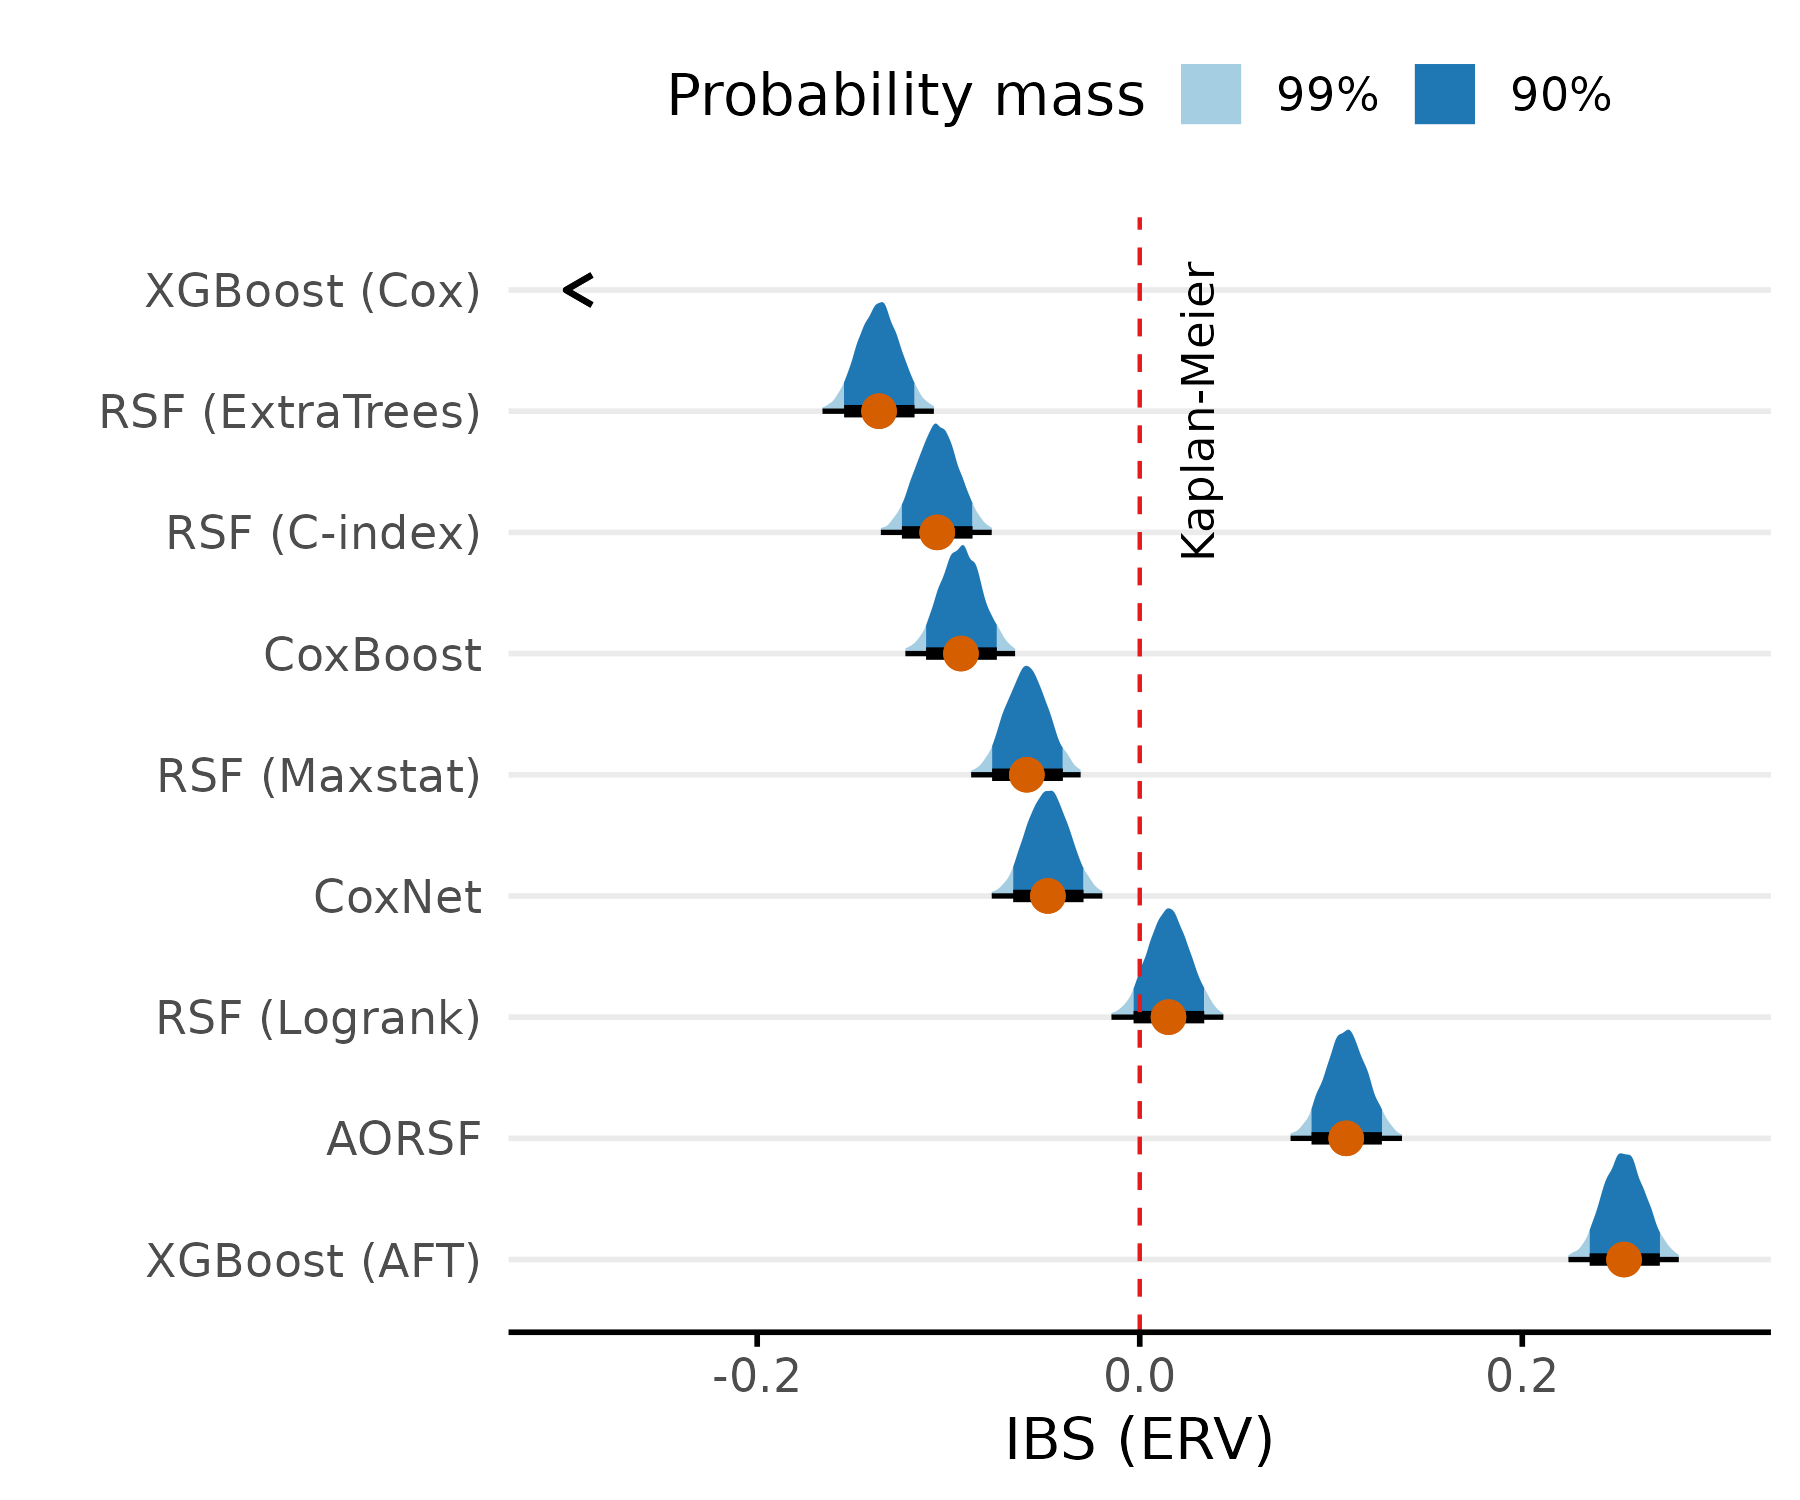 Probability mass 99% 90%
Kaplan-Meier
XGBoost (Cox)
<
RSF (ExtraTrees)
RSF (C-index)
CoxBoost
RSF (Maxstat)
CoxNet
RSF (Logrank)
AORSF
XGBoost (AFT)
-0.2 0.0 0.2
IBS (ERV)